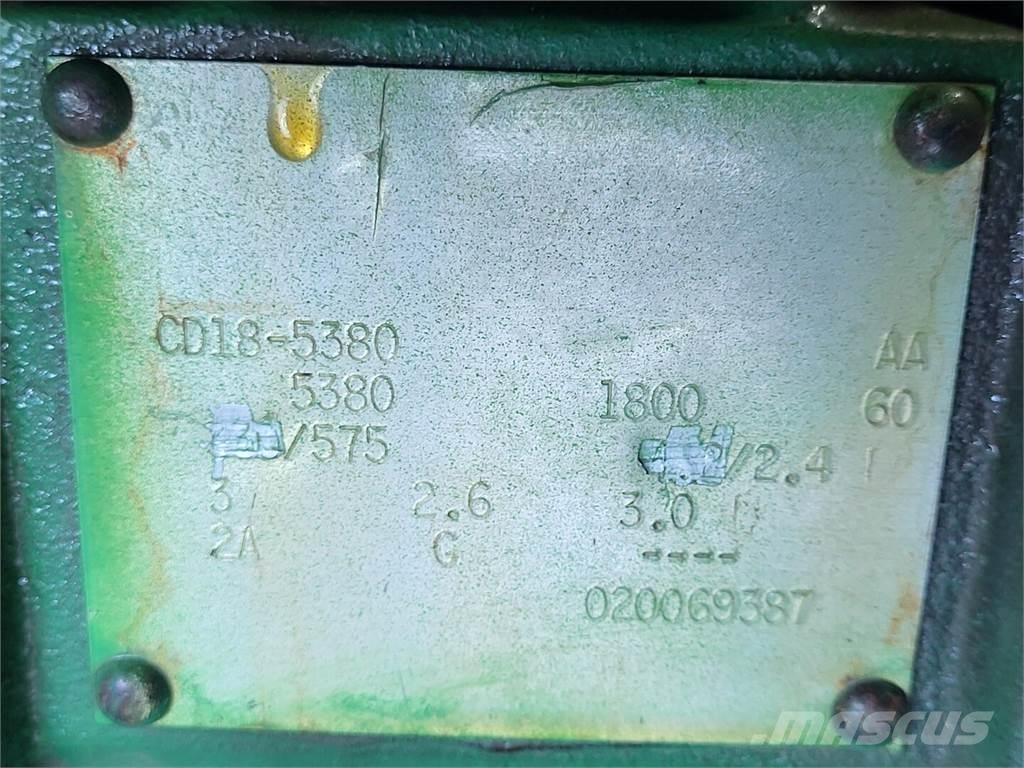 CD18-5380 AA
5380 1800 60
/575 /2.4
3 2.6 3.0
2A G ----
020069387
MASCUS